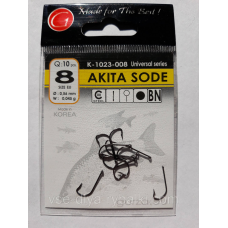 Made for The Best!
K-1023-008 Universal series
Q: 10 pcs
8
AKITA SODE
BN
KOREA